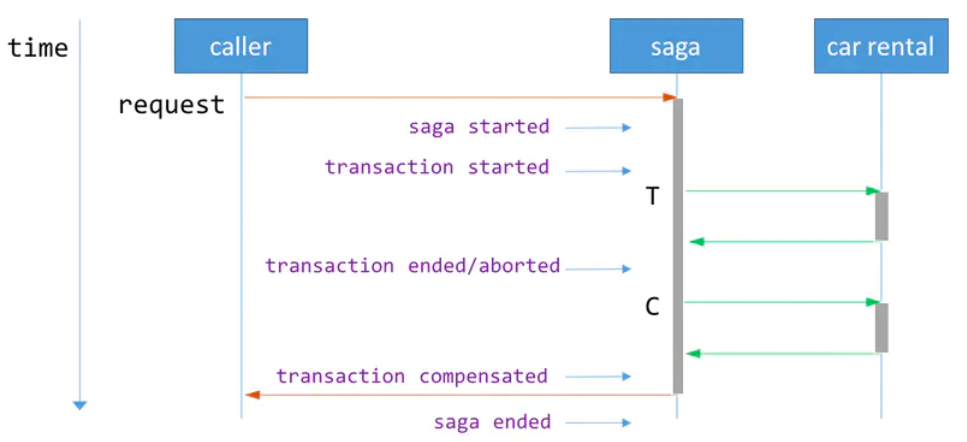 time
caller
saga
car rental
request
saga started
transaction started
T
transaction ended/aborted
C
transaction compensated
saga ended